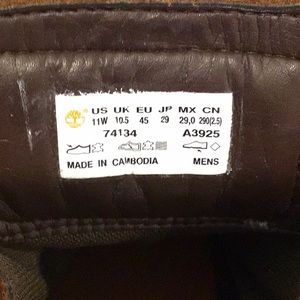 US UK EU JP MX CN
11W 10.5 45 29 29,0 290(2.5)
74134 A3925
MADE IN CAMBODIA MENS